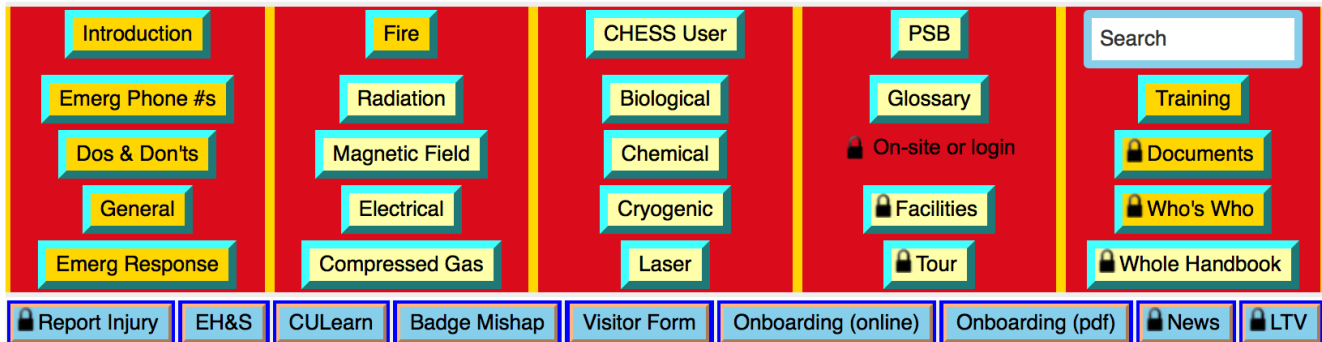 Introduction Fire CHESS User PSB Search
Emerg Phone #s Radiation Biological Glossary Training
Dos & Don'ts Magnetic Field Chemical On-site or login Documents
General Electrical Cryogenic Facilities Who's Who
Emerg Response Compressed Gas Laser Tour Whole Handbook
Report Injury EH&S CULearn Badge Mishap Visitor Form Onboarding (online) Onboarding (pdf) News LTV